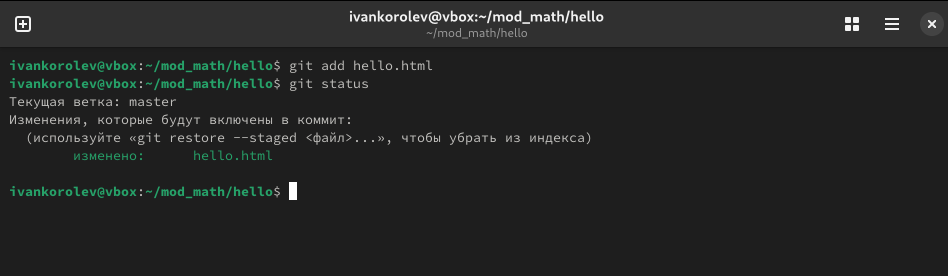 ivankorolev@vbox:~/mod_math/hello
~/mod_math/hello
ivankorolev@vbox:~/mod_math/hello$ git add hello.html
ivankorolev@vbox:~/mod_math/hello$ git status
Текущая ветка: master
Изменения, которые будут включены в коммит:
  (используйте «git restore --staged <файл>...», чтобы убрать из индекса)
        изменено:      hello.html
ivankorolev@vbox:~/mod_math/hello$